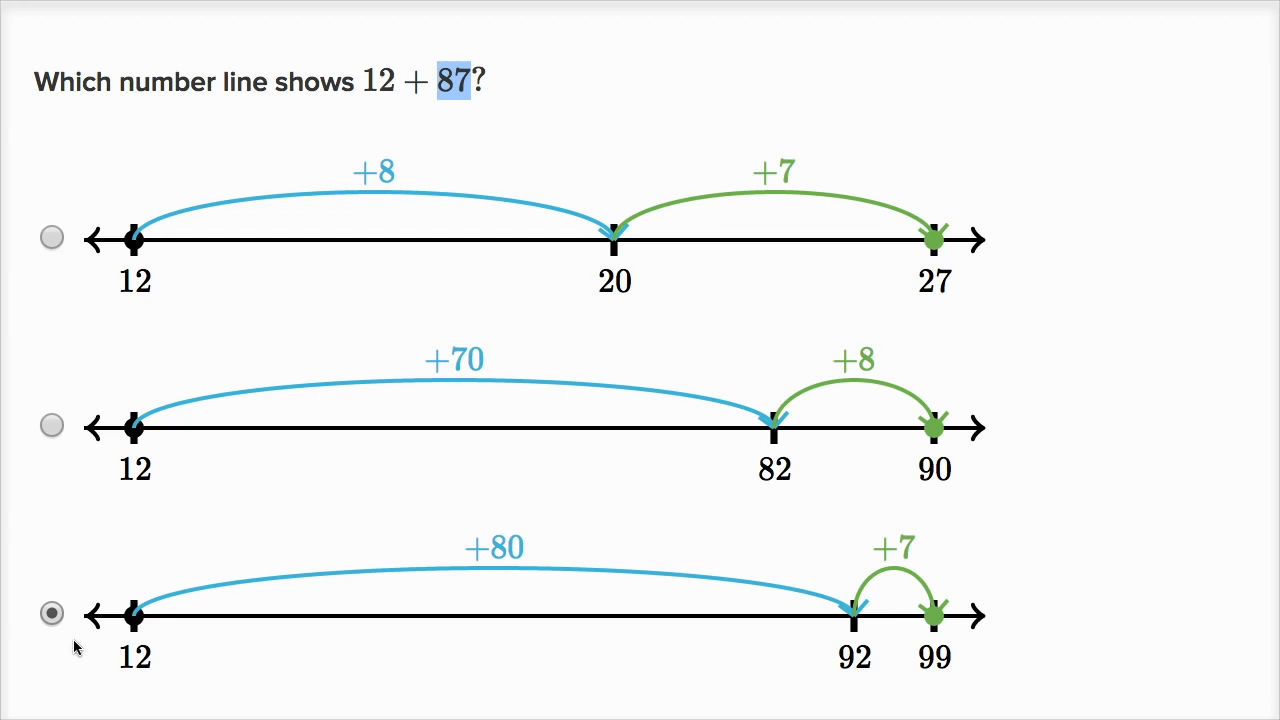 Which number line shows 12 + 87?
+8 +7
12 20 27
+70 +8
12 82 90
+80 +7
12 92 99